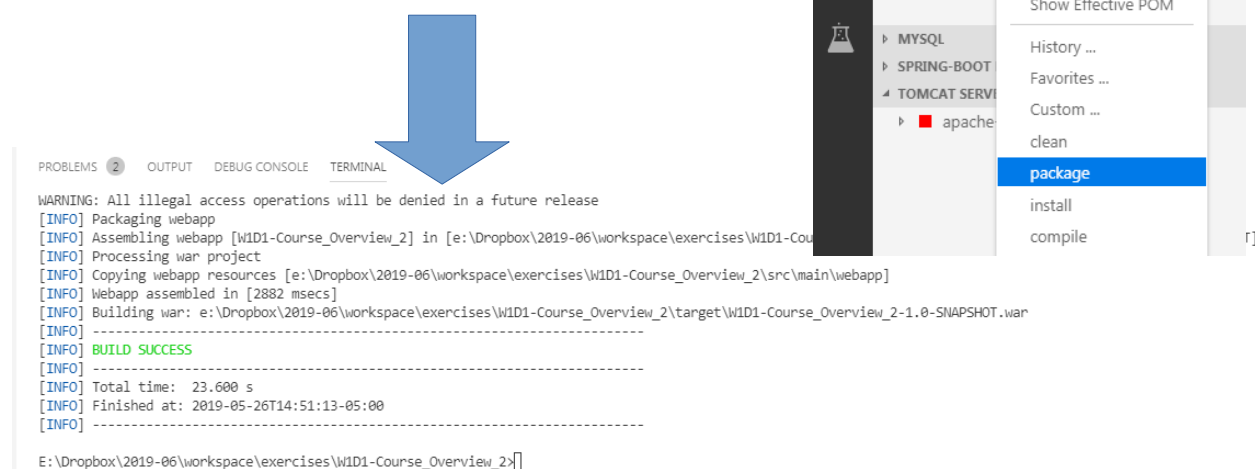 Show Effective POM
MYSQL
SPRING-BOOT
TOMCAT SERVE
apache-
History ...
Favorites ...
Custom ...
clean
package
install
compile
PROBLEMS 2 OUTPUT DEBUG CONSOLE TERMINAL
WARNING: All illegal access operations will be denied in a future release
[INFO] Packaging webapp
[INFO] Assembling webapp [W1D1-Course_Overview_2] in [e:\Dropbox\2019-06\workspace\exercises\W1D1-Cou T]
[INFO] Processing war project
[INFO] Copying webapp resources [e:\Dropbox\2019-06\workspace\exercises\W1D1-Course_Overview_2\src\main\webapp]
[INFO] Webapp assembled in [2882 msecs]
[INFO] Building war: e:\Dropbox\2019-06\workspace\exercises\W1D1-Course_Overview_2\target\W1D1-Course_Overview_2-1.0-SNAPSHOT.war
[INFO] ------------------------------------------------------------------------
[INFO] BUILD SUCCESS
[INFO] ------------------------------------------------------------------------
[INFO] Total time:  23.600 s
[INFO] Finished at: 2019-05-26T14:51:13-05:00
[INFO] ------------------------------------------------------------------------
E:\Dropbox\2019-06\workspace\exercises\W1D1-Course_Overview_2>